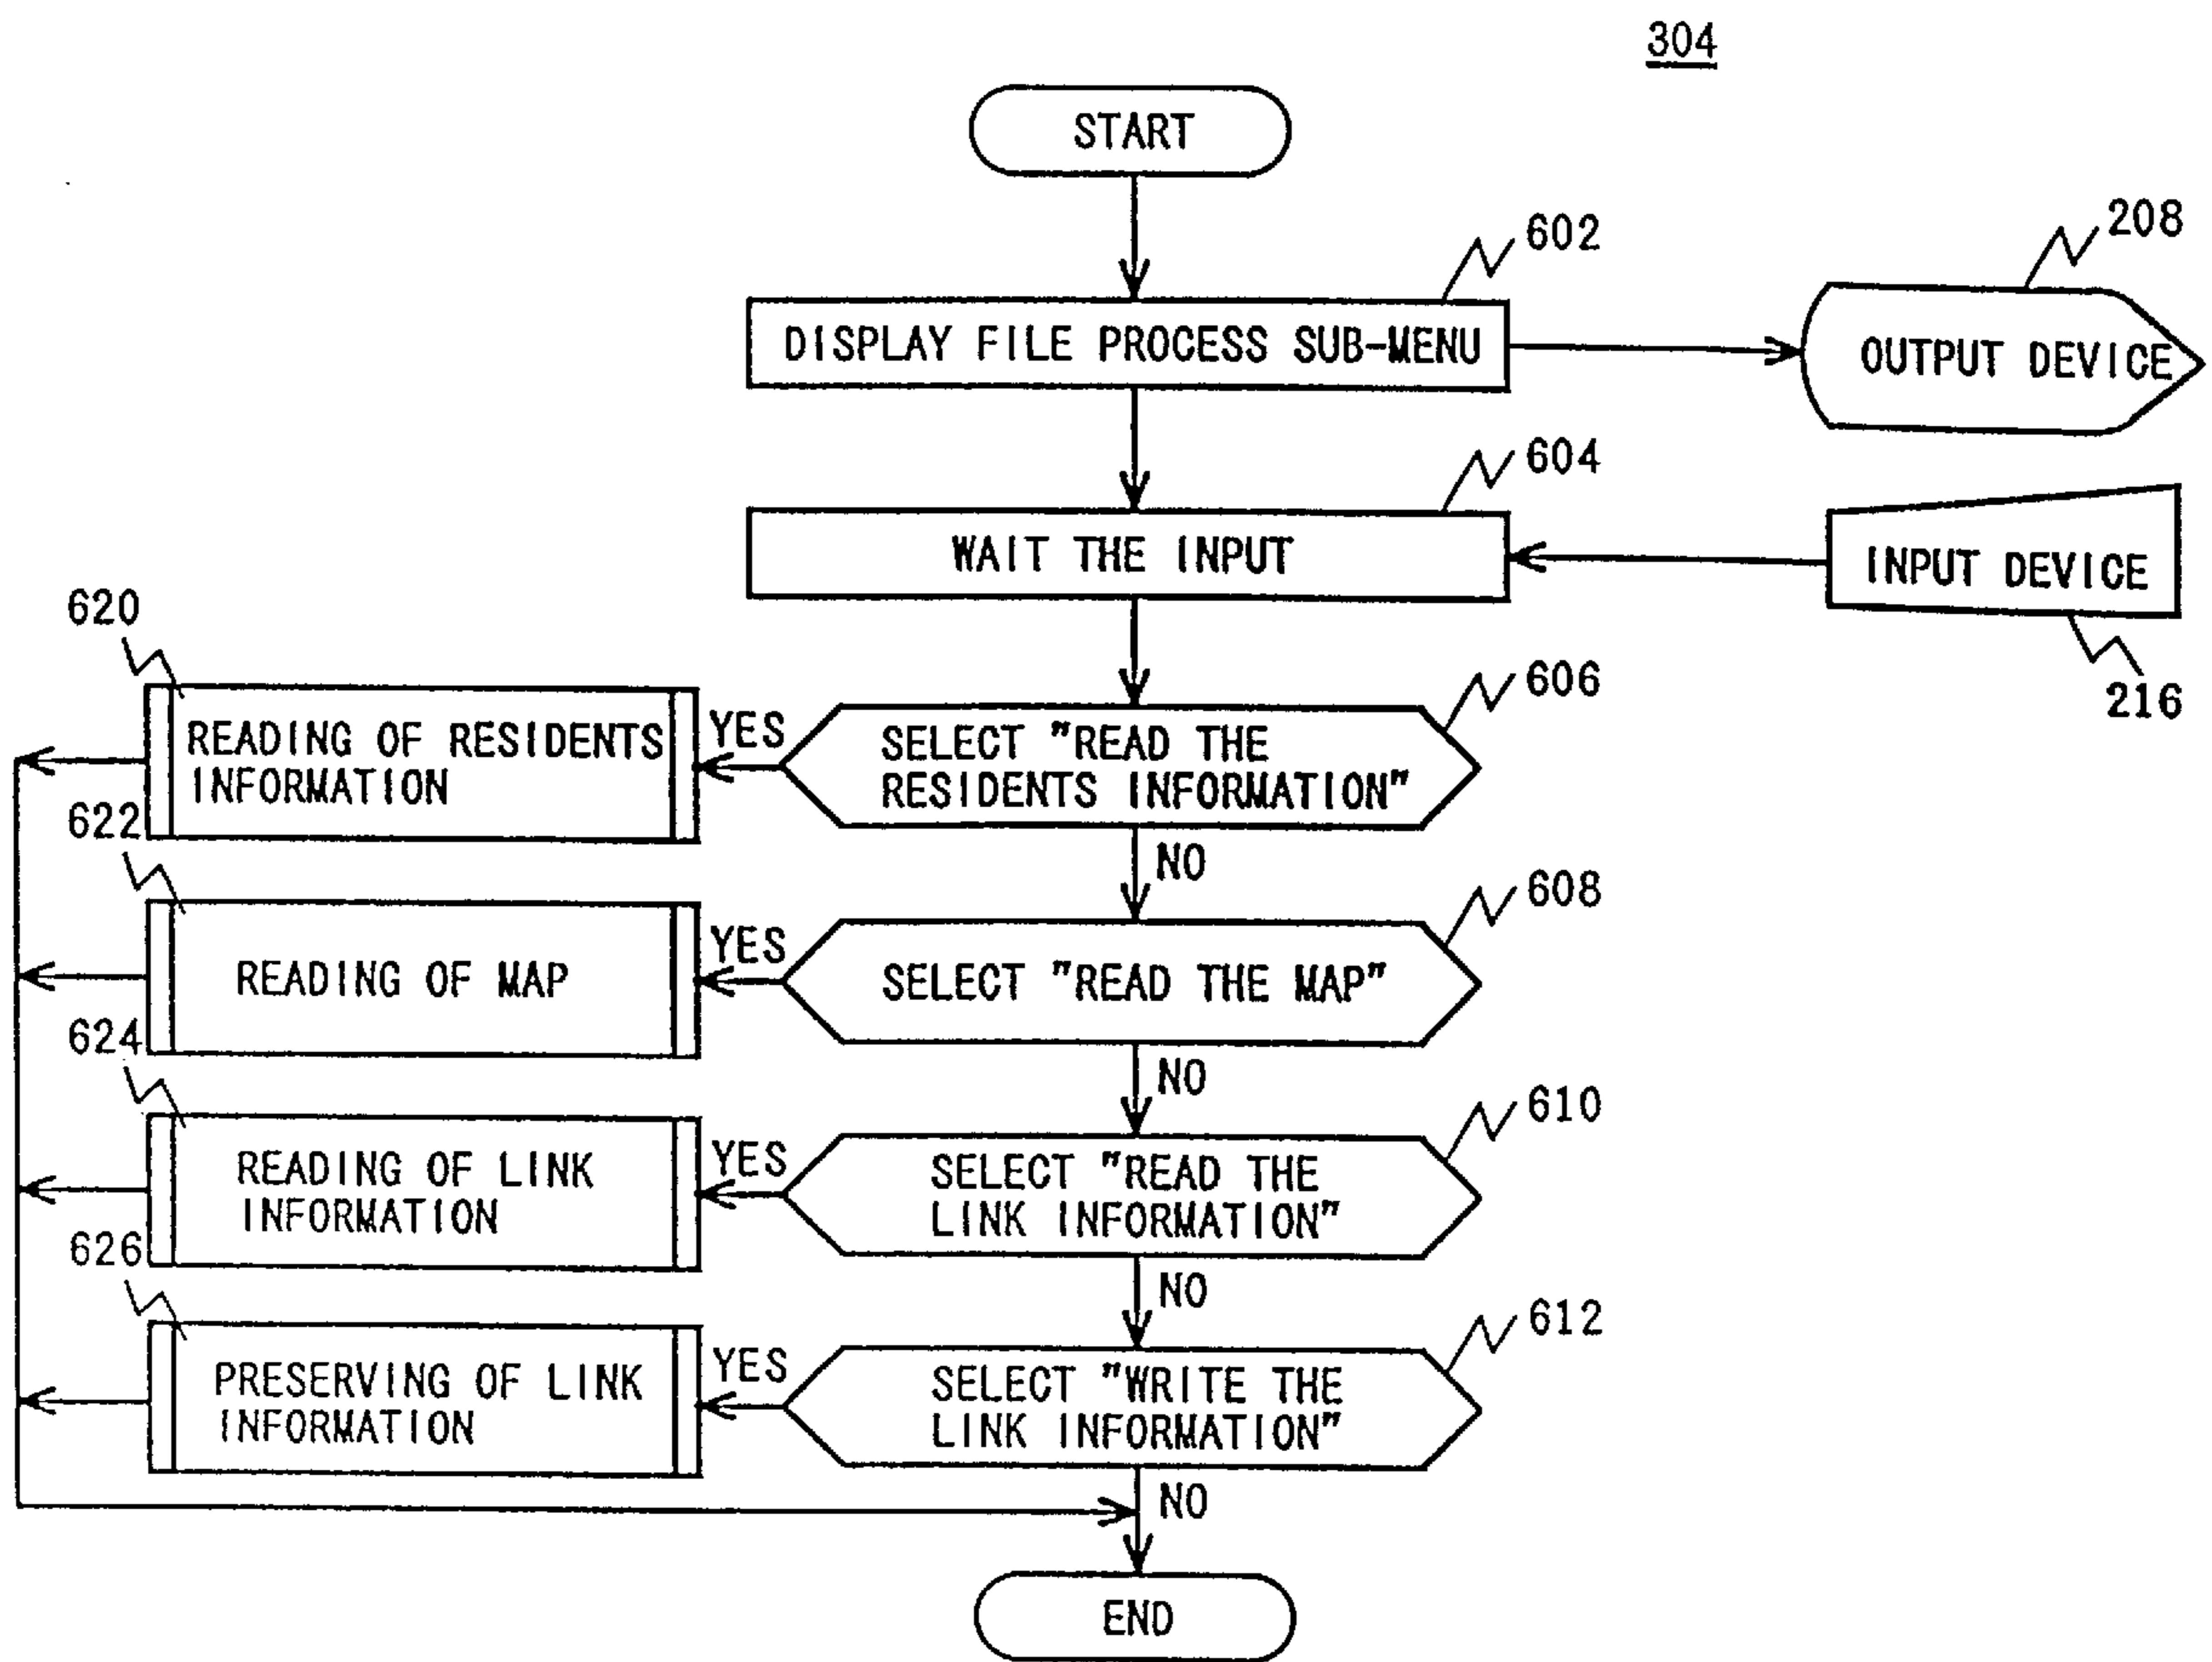 304
START
602
208
DISPLAY FILE PROCESS SUB-MENU
OUTPUT DEVICE
604
WAIT THE INPUT
INPUT DEVICE
216
620
606
READING OF RESIDENTS
INFORMATION
YES
SELECT "READ THE
RESIDENTS INFORMATION"
NO
622
608
READING OF MAP
YES
SELECT "READ THE MAP"
NO
624
610
READING OF LINK
INFORMATION
YES
SELECT "READ THE
LINK INFORMATION"
NO
626
612
PRESERVING OF LINK
INFORMATION
YES
SELECT "WRITE THE
LINK INFORMATION"
NO
END